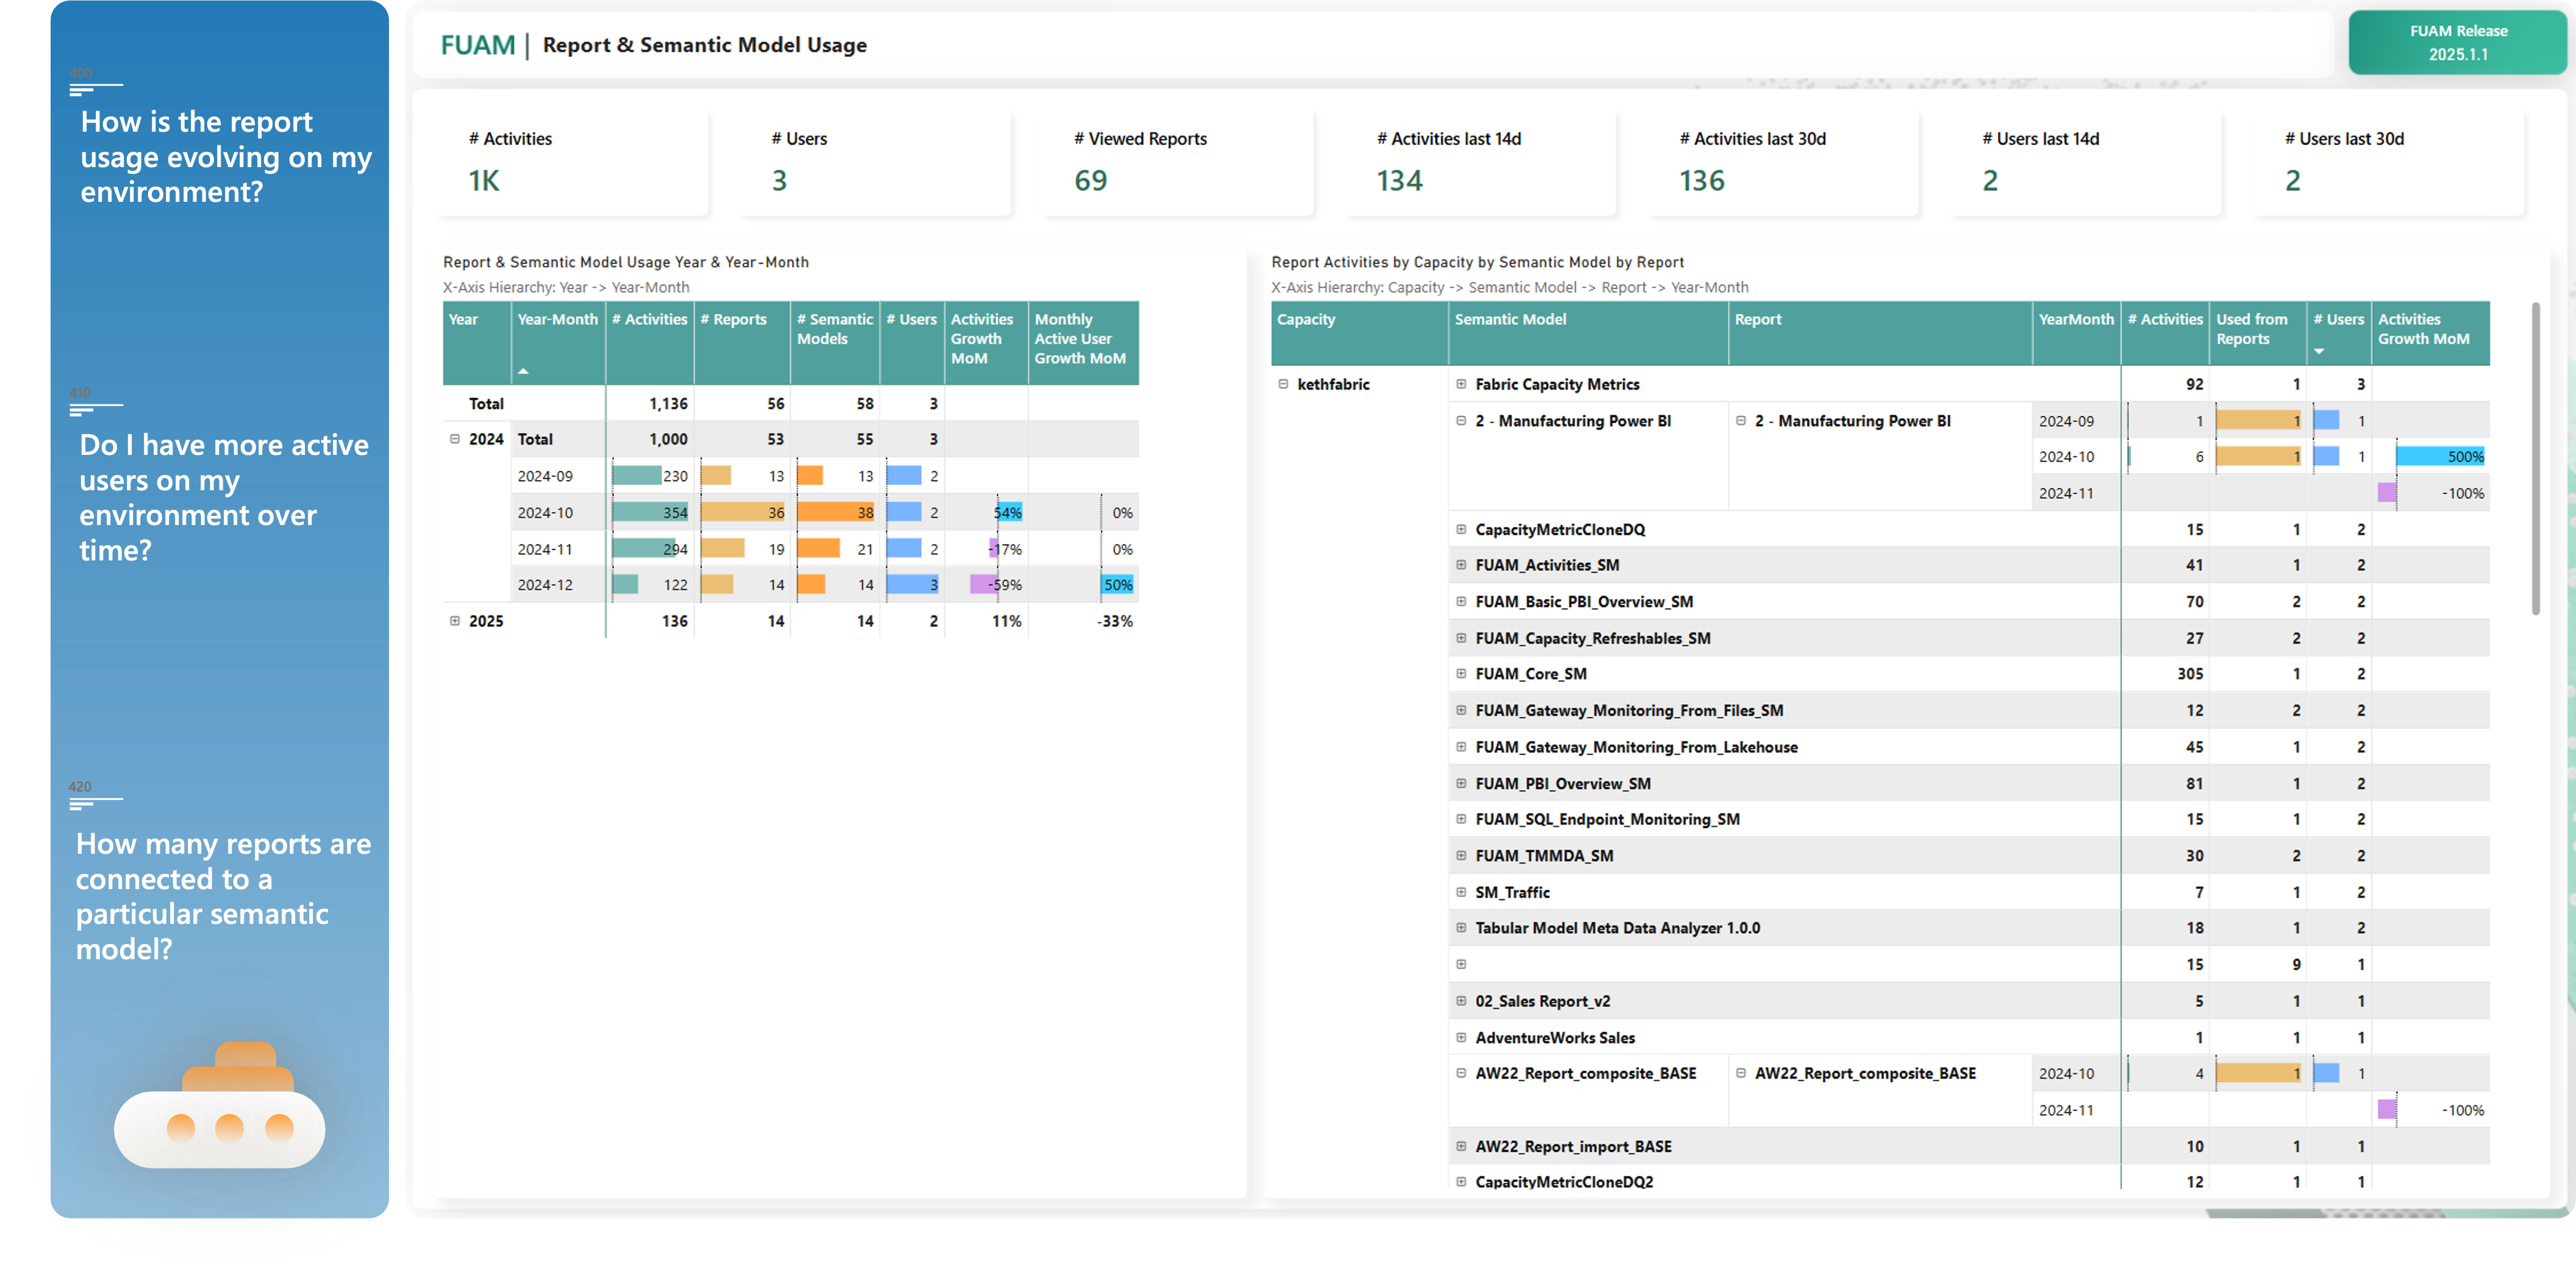 400
How is the report
usage evolving on my
environment?
410
Do I have more active
users on my
environment over
time?
420
How many reports are
connected to a
particular semantic
model?
FUAM | Report & Semantic Model Usage
FUAM Release
2025.1.1
# Activities
1K
# Users
3
# Viewed Reports
69
# Activities last 14d
134
# Activities last 30d
136
# Users last 14d
2
# Users last 30d
2
Report & Semantic Model Usage Year & Year-Month
X-Axis Hierarchy: Year -> Year-Month
Year Year-Month # Activities # Reports # Semantic Models # Users Activities Growth MoM Monthly Active User Growth MoM
Total 1,136 56 58 3
2024 Total 1,000 53 55 3
2024-09 230 13 13 2
2024-10 354 36 38 2 54% 0%
2024-11 294 19 21 2 -17% 0%
2024-12 122 14 14 3 -59% 50%
2025 136 14 14 2 11% -33%
Report Activities by Capacity by Semantic Model by Report
X-Axis Hierarchy: Capacity -> Semantic Model -> Report -> Year-Month
Capacity Semantic Model Report YearMonth # Activities Used from Reports # Users Activities Growth MoM
kethfabric Fabric Capacity Metrics 92 1 3
2 - Manufacturing Power BI 2 - Manufacturing Power BI 2024-09 1 1 1
2024-10 6 1 1 500%
2024-11 -100%
CapacityMetricCloneDQ 15 1 2
FUAM_Activities_SM 41 1 2
FUAM_Basic_PBI_Overview_SM 70 2 2
FUAM_Capacity_Refreshables_SM 27 2 2
FUAM_Core_SM 305 1 2
FUAM_Gateway_Monitoring_From_Files_SM 12 2 2
FUAM_Gateway_Monitoring_From_Lakehouse 45 1 2
FUAM_PBI_Overview_SM 81 1 2
FUAM_SQL_Endpoint_Monitoring_SM 15 1 2
FUAM_TMMDA_SM 30 2 2
SM_Traffic 7 1 2
Tabular Model Meta Data Analyzer 1.0.0 18 1 2
15 9 1
02_Sales Report_v2 5 1 1
AdventureWorks Sales 1 1 1
AW22_Report_composite_BASE AW22_Report_composite_BASE 2024-10 4 1 1
2024-11 -100%
AW22_Report_import_BASE 10 1 1
CapacityMetricCloneDQ2 12 1 1